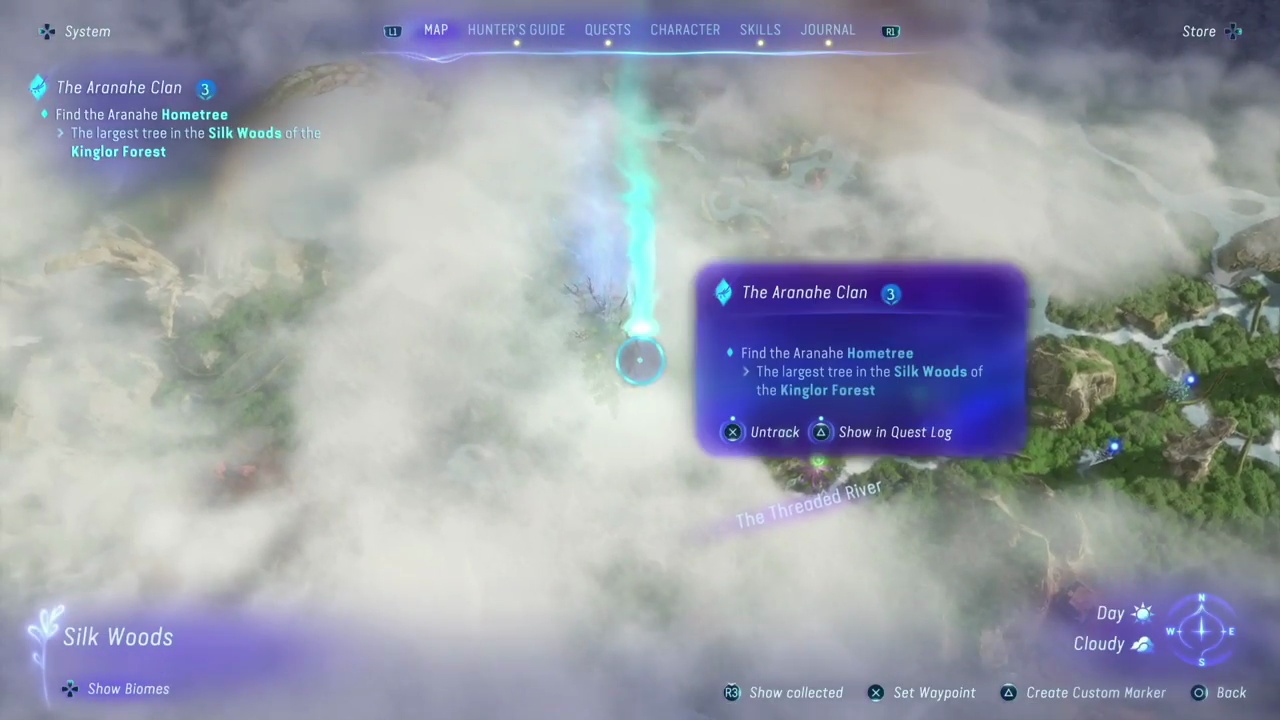 System
L1 MAP HUNTER'S GUIDE QUESTS CHARACTER SKILLS JOURNAL R1
Store
The Aranahe Clan 3
Find the Aranahe Hometree
The largest tree in the Silk Woods of the
Kinglor Forest
The Aranahe Clan 3
Find the Aranahe Hometree
The largest tree in the Silk Woods of
the Kinglor Forest
Untrack Show in Quest Log
The Threaded River
Silk Woods
Show Biomes
Day
Cloudy
N
W E
S
R3 Show collected Set Waypoint Create Custom Marker Back